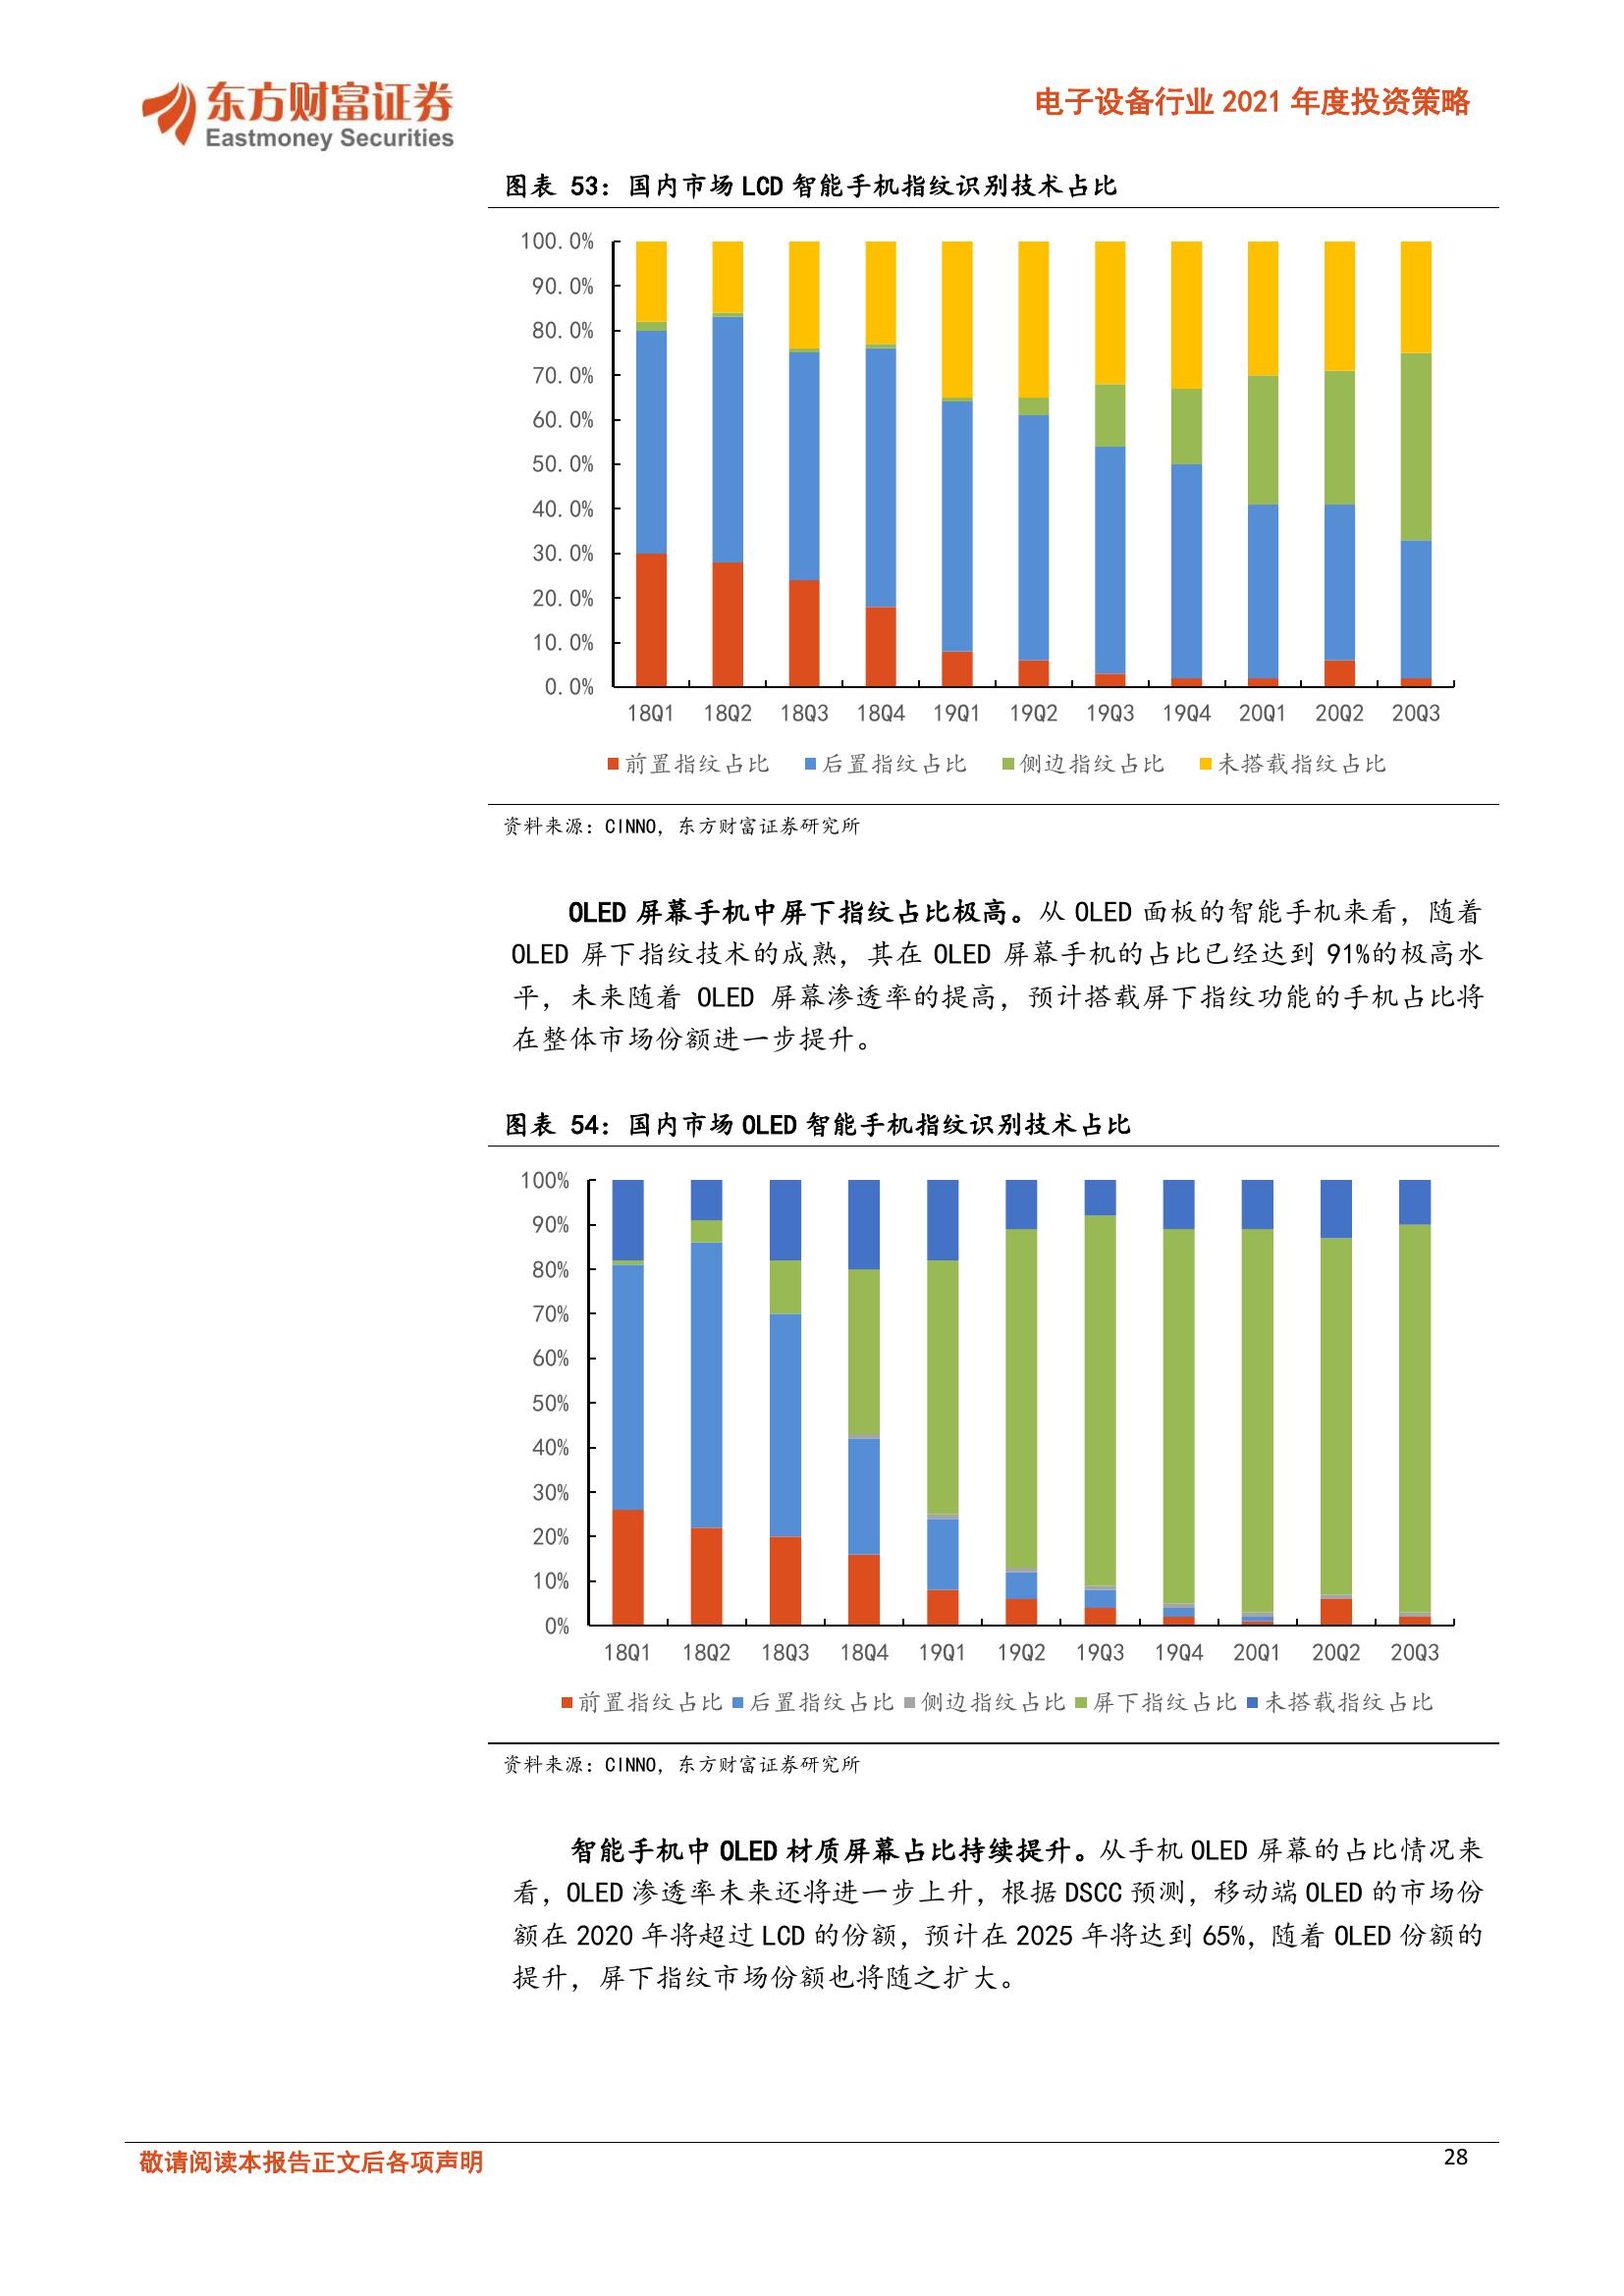 东方财富证券
Eastmoney Securities
电子设备行业 2021 年度投资策略
图表 53：国内市场 LCD 智能手机指纹识别技术占比
100.0%
90.0%
80.0%
70.0%
60.0%
50.0%
40.0%
30.0%
20.0%
10.0%
0.0%
18Q1 18Q2 18Q3 18Q4 19Q1 19Q2 19Q3 19Q4 20Q1 20Q2 20Q3
前置指纹占比 后置指纹占比 侧边指纹占比 未搭载指纹占比
资料来源：CINNO，东方财富证券研究所
OLED 屏幕手机中屏下指纹占比极高。从 OLED 面板的智能手机来看，随着
OLED 屏下指纹技术的成熟，其在 OLED 屏幕手机的占比已经达到 91%的极高水
平，未来随着 OLED 屏幕渗透率的提高，预计搭载屏下指纹功能的手机占比将
在整体市场份额进一步提升。
图表 54：国内市场 OLED 智能手机指纹识别技术占比
100%
90%
80%
70%
60%
50%
40%
30%
20%
10%
0%
18Q1 18Q2 18Q3 18Q4 19Q1 19Q2 19Q3 19Q4 20Q1 20Q2 20Q3
前置指纹占比 后置指纹占比 侧边指纹占比 屏下指纹占比 未搭载指纹占比
资料来源：CINNO，东方财富证券研究所
智能手机中 OLED 材质屏幕占比持续提升。从手机 OLED 屏幕的占比情况来
看，OLED 渗透率未来还将进一步上升，根据 DSCC 预测，移动端 OLED 的市场份
额在 2020 年将超过 LCD 的份额，预计在 2025 年将达到 65%，随着 OLED 份额的
提升，屏下指纹市场份额也将随之扩大。
敬请阅读本报告正文后各项声明
28